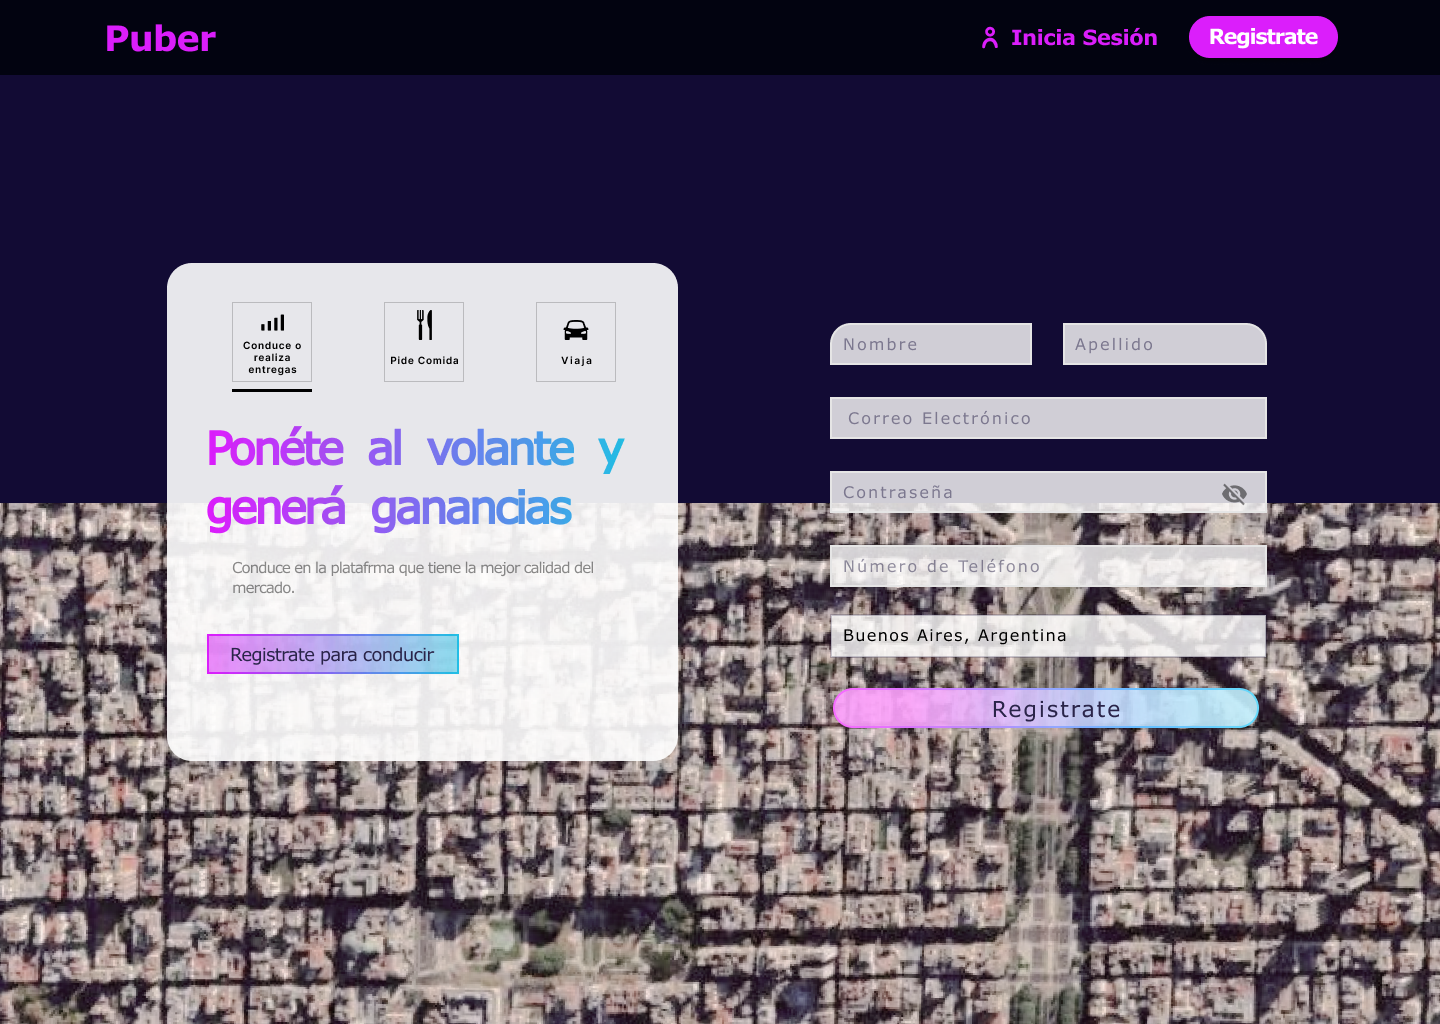 Puber
Inicia Sesión
Registrate
Conduce o
realiza
entregas
Pide Comida
Viaja
Ponéte al volante y
generá ganancias
Conduce en la platafrma que tiene la mejor calidad del
mercado.
Registrate para conducir
Nombre
Apellido
Correo Electrónico
Contraseña
Número de Teléfono
Buenos Aires, Argentina
Registrate